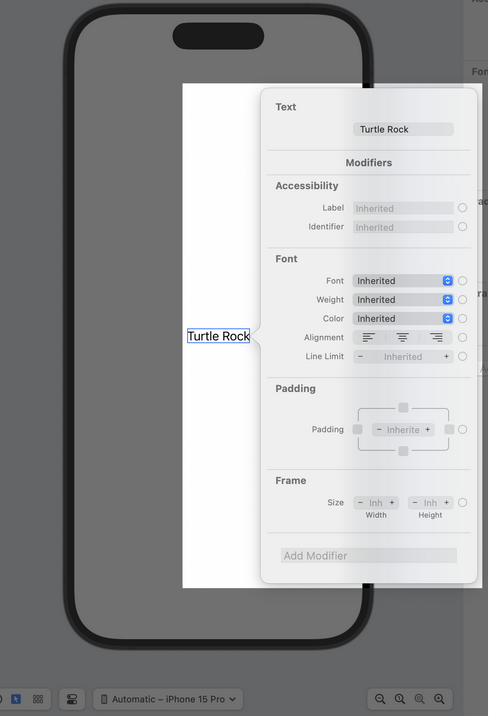 Text
Turtle Rock
Modifiers
Accessibility
Label Inherited
Identifier Inherited
Font
Font Inherited
Weight Inherited
Color Inherited
Alignment
Line Limit − Inherited +
Turtle Rock
Padding
Padding − Inherite +
Frame
Size − Inh + − Inh +
Width Height
Add Modifier
Automatic – iPhone 15 Pro